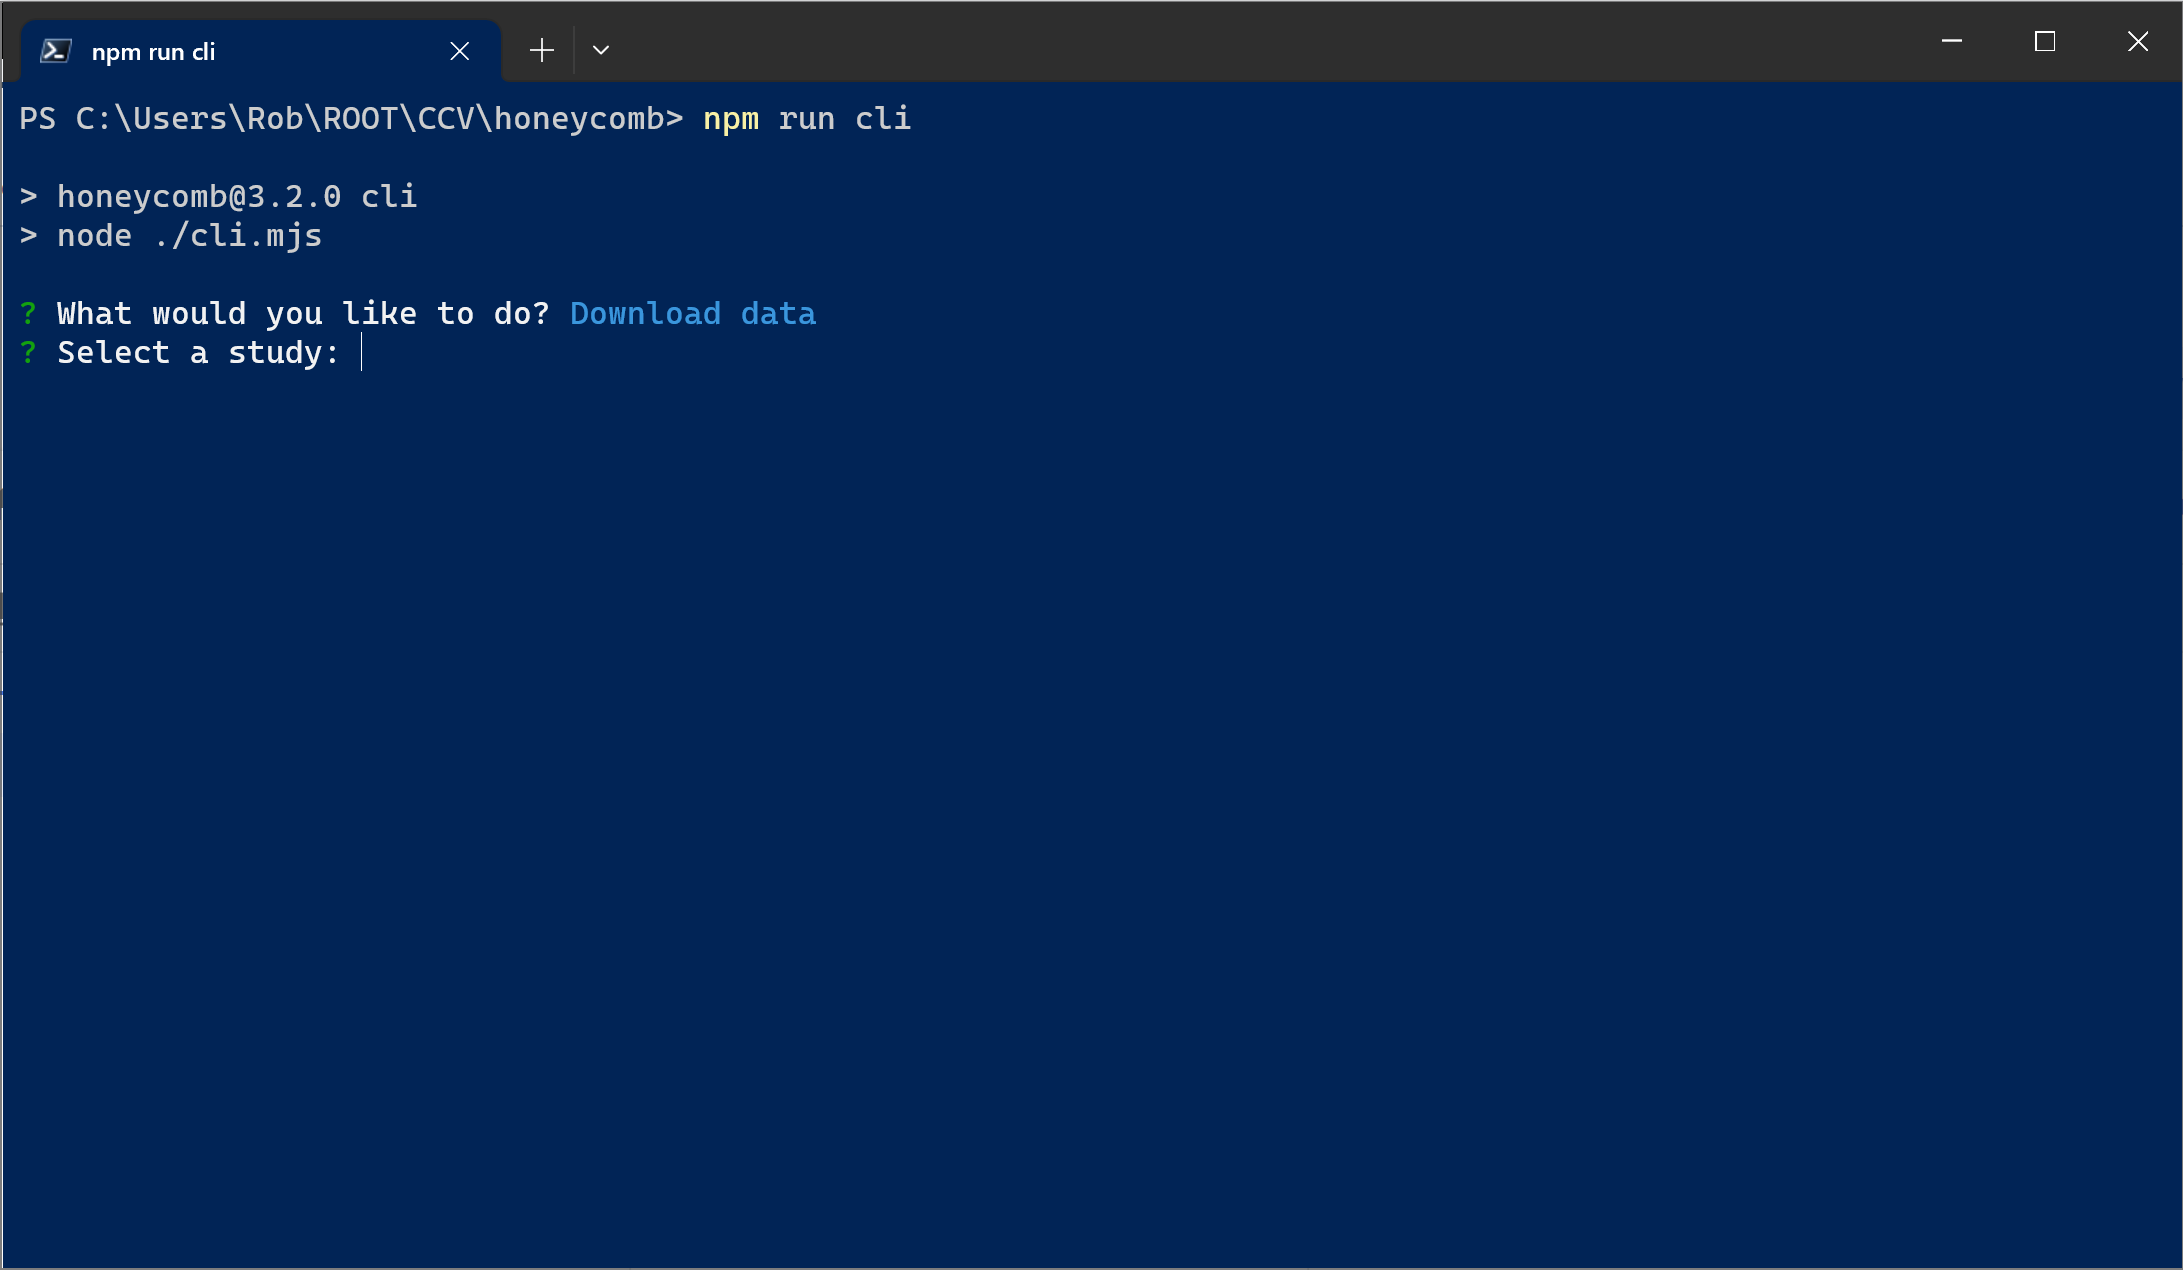 npm run cli
PS C:\Users\Rob\ROOT\CCV\honeycomb> npm run cli
> honeycomb@3.2.0 cli
> node ./cli.mjs
? What would you like to do? Download data
? Select a study: